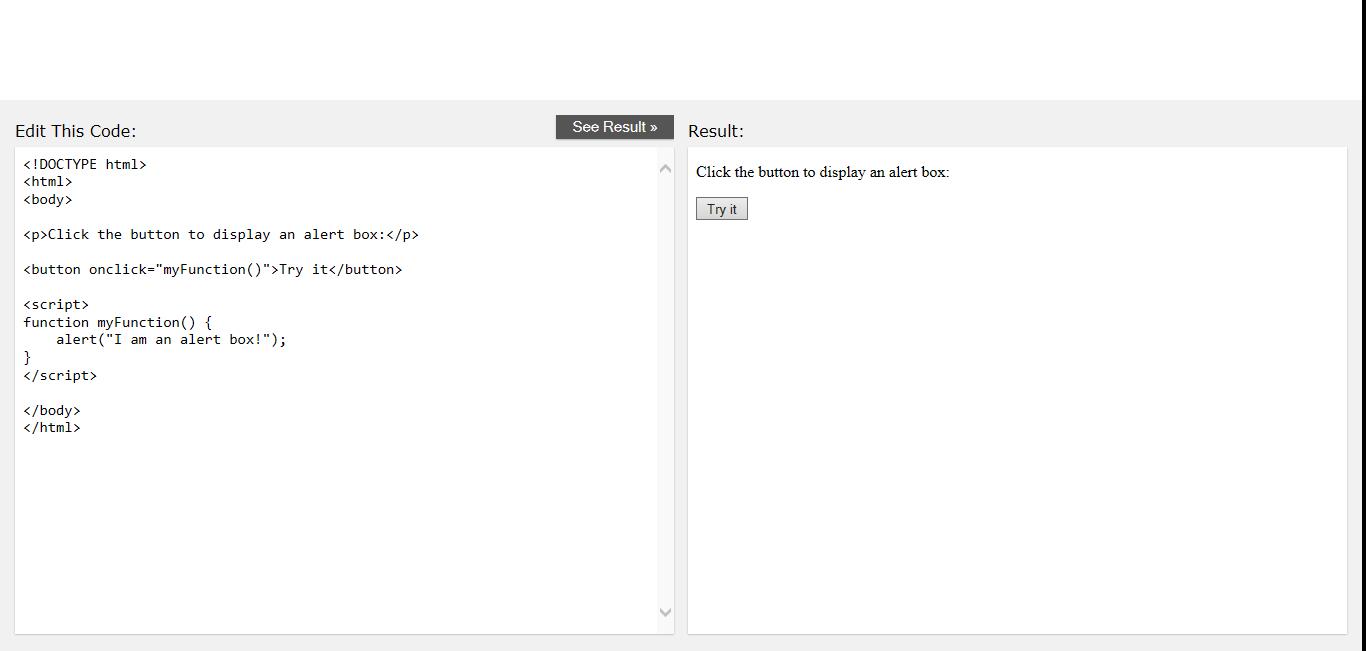 Edit This Code:
See Result »
<!DOCTYPE html>
<html>
<body>
<p>Click the button to display an alert box:</p>
<button onclick="myFunction()">Try it</button>
<script>
function myFunction() {
    alert("I am an alert box!");
}
</script>
</body>
</html>
Result:
Click the button to display an alert box:
Try it